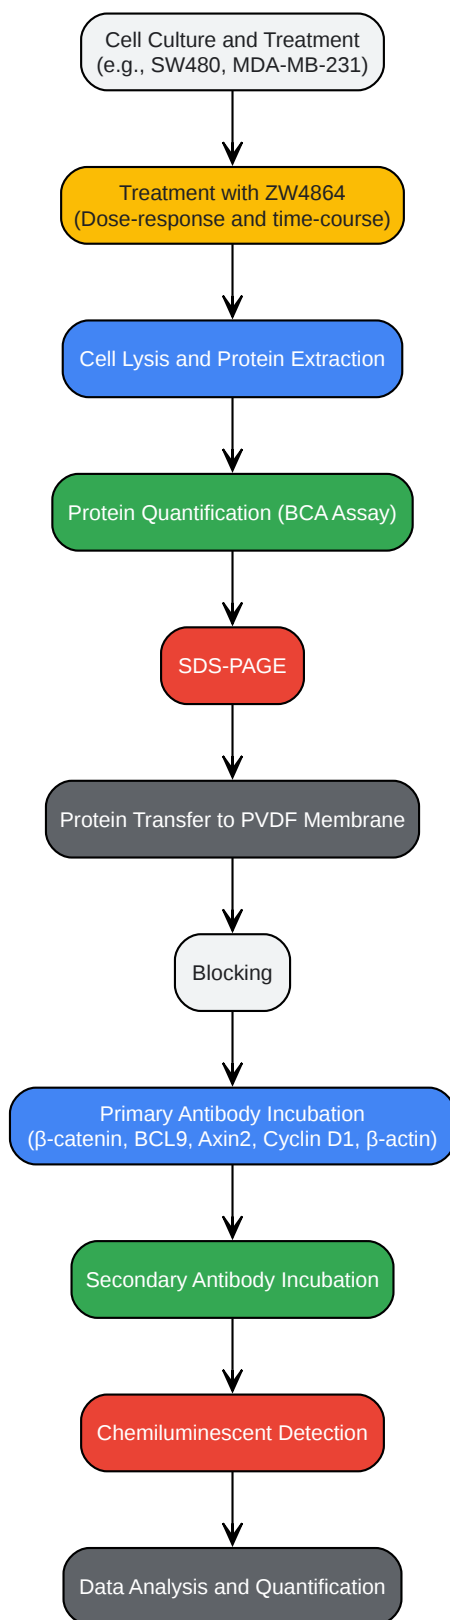 Cell Culture and Treatment
(e.g., SW480, MDA-MB-231)
Treatment with ZW4864
(Dose-response and time-course)
Cell Lysis and Protein Extraction
Protein Quantification (BCA Assay)
SDS-PAGE
Protein Transfer to PVDF Membrane
Blocking
Primary Antibody Incubation
(β-catenin, BCL9, Axin2, Cyclin D1, β-actin)
Secondary Antibody Incubation
Chemiluminescent Detection
Data Analysis and Quantification